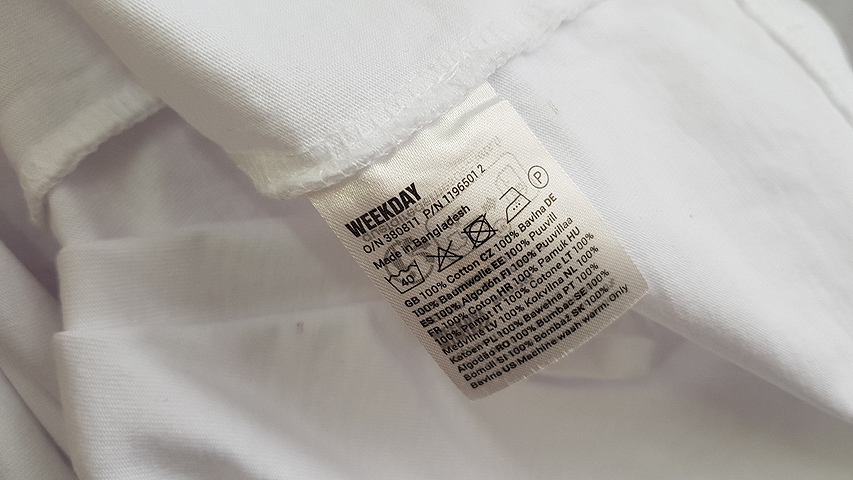 WEEKDAY
O/N 380811 P/N 1196501 2
Made in Bangladesh
40 P
GB 100% Cotton CZ 100% Bavlna DE
100% Baumwolle EE 100% Puuvill
ES 100% Algodón FI 100% Puuvillaa
FR 100% Coton HR 100% Pamuk HU
100% Pamut IT 100% Cotone LT 100%
Medvilnė LV 100% Kokvilna NL 100%
Katoen PL 100% Bawełna PT 100%
Algodão RO 100% Bumbac SE 100%
Bomull SI 100% Bombaž SK 100%
Bavlna US Machine wash warm. Only